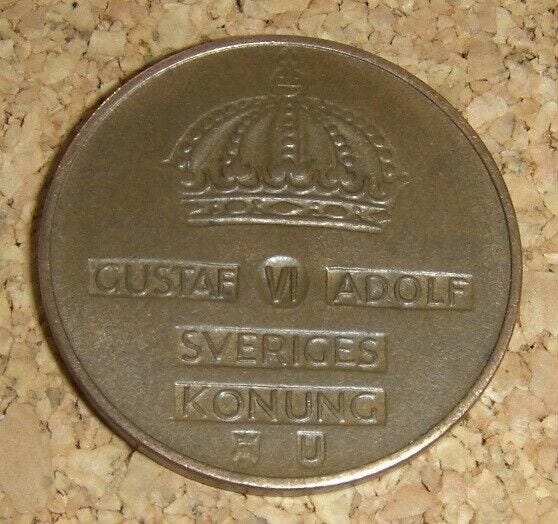 GUSTAF VI ADOLF
SVERIGES
KONUNG
U